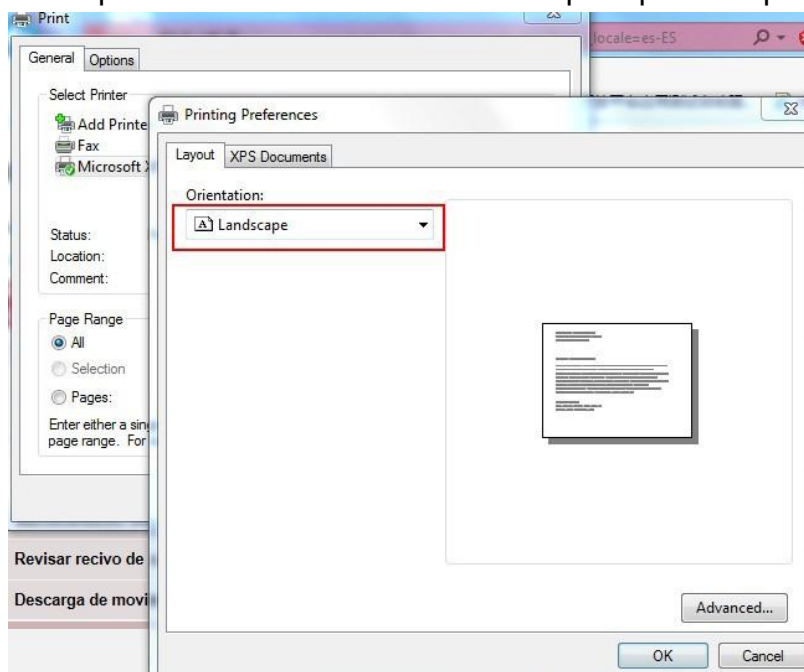 Print
locale=es-ES
General Options
Select Printer
Add Printe
Fax
Microsoft X
Status:
Location:
Comment:
Page Range
All
Selection
Pages:
Enter either a sing
page range. For
Printing Preferences
Layout XPS Documents
Orientation:
Landscape
Advanced...
OK Cancel
Revisar recivo de
Descarga de movi